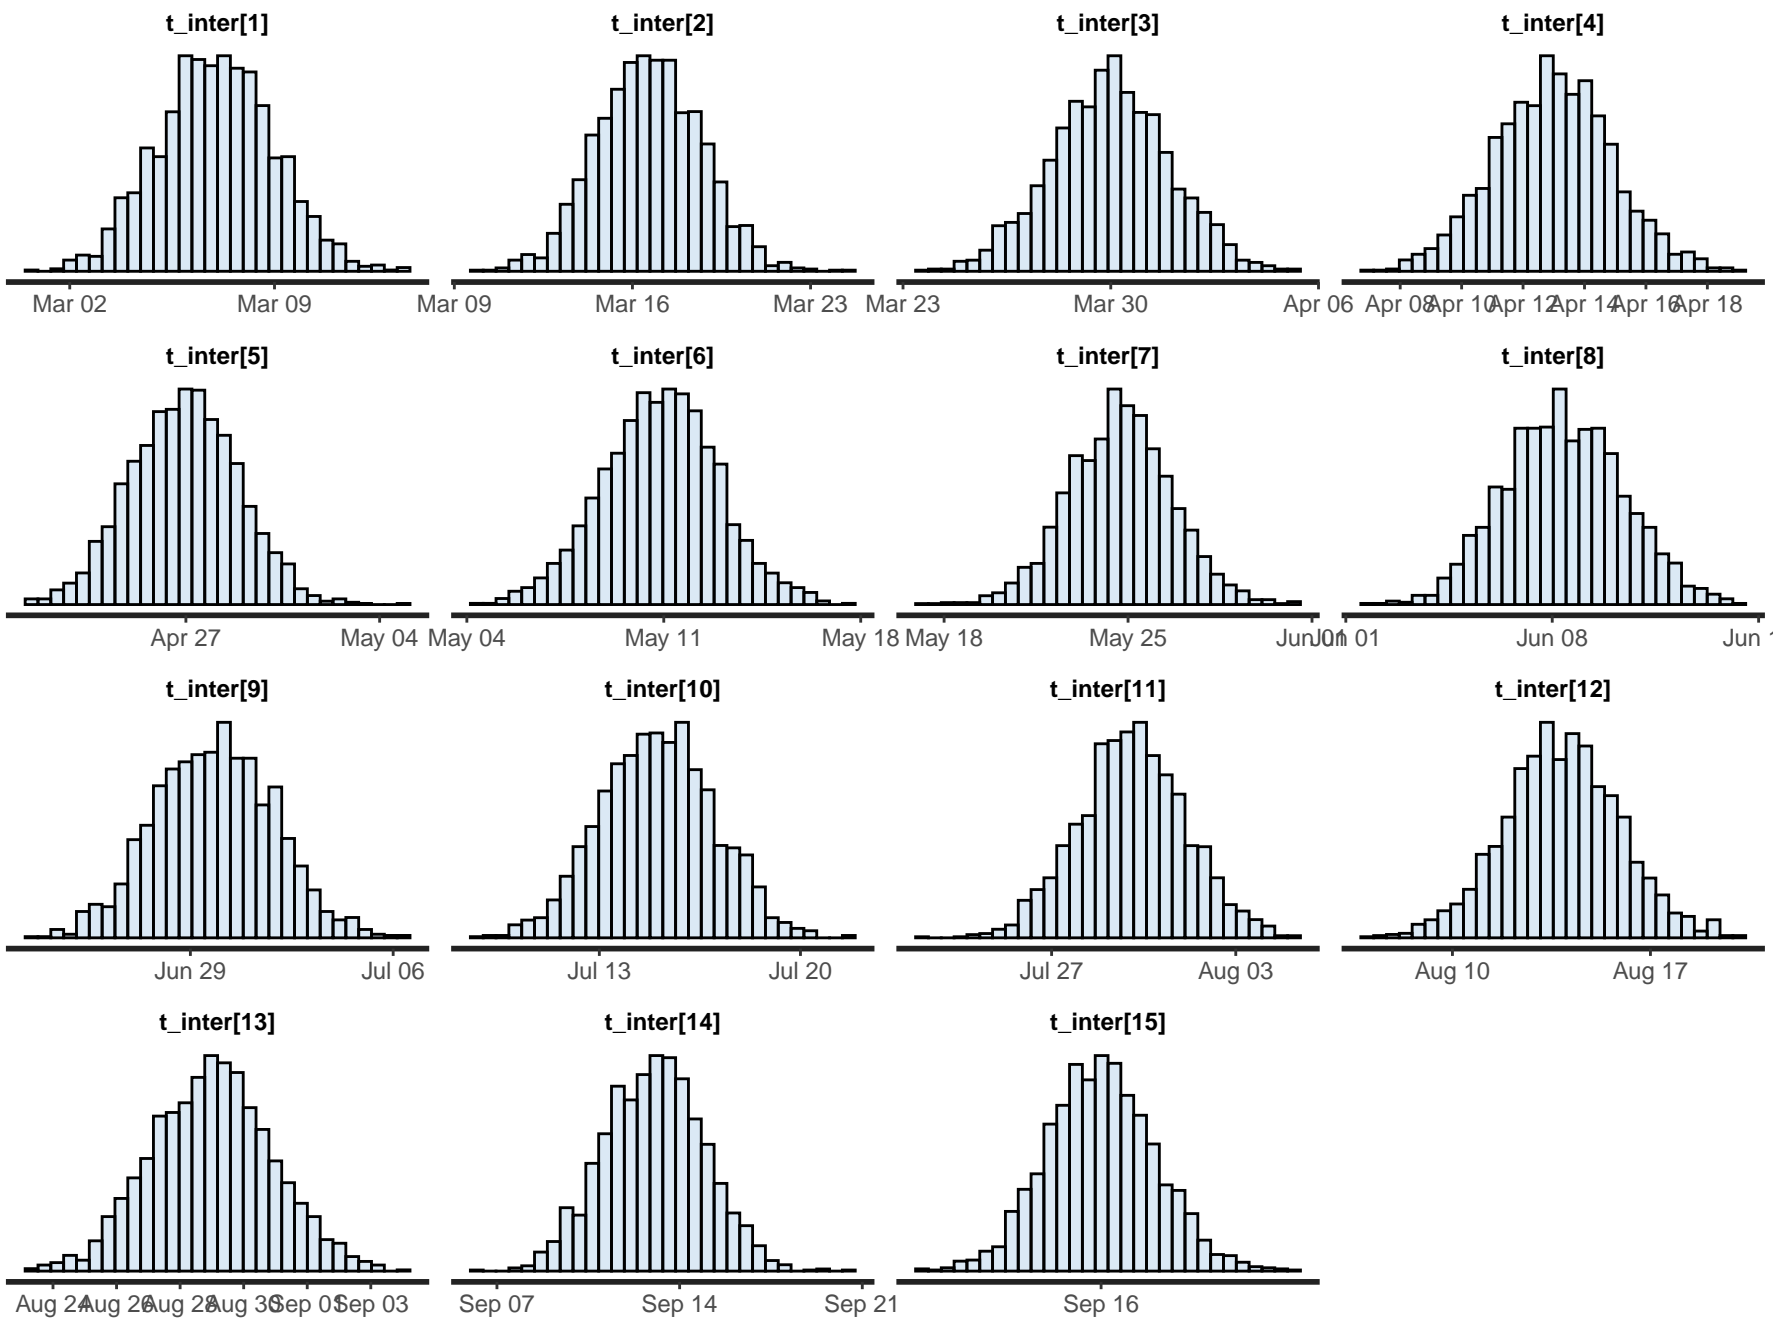 t_inter[1] t_inter[2] t_inter[3] t_inter[4]
Mar 02 Mar 09 Mar 09 Mar 16 Mar 23 Mar 23 Mar 30 Apr 06 Apr 08 Apr 10 Apr 12 Apr 14 Apr 16 Apr 18
t_inter[5] t_inter[6] t_inter[7] t_inter[8]
Apr 27 May 04 May 04 May 11 May 18 May 18 May 25 Jun 01 Jun 01 Jun 08 Jun 1
t_inter[9] t_inter[10] t_inter[11] t_inter[12]
Jun 29 Jul 06 Jul 13 Jul 20 Jul 27 Aug 03 Aug 10 Aug 17
t_inter[13] t_inter[14] t_inter[15]
Aug 24 Aug 26 Aug 28 Aug 30 Sep 01 Sep 03 Sep 07 Sep 14 Sep 21 Sep 16